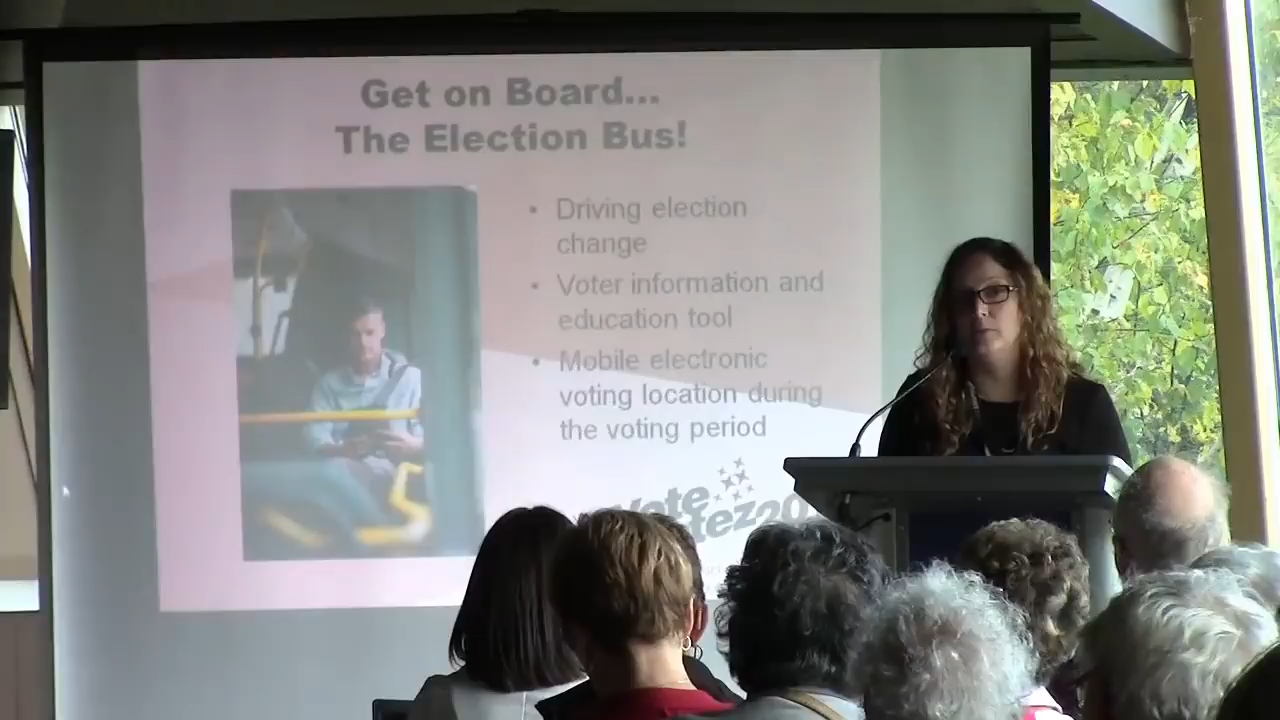 Get on Board...
The Election Bus!
• Driving election
change
• Voter information and
education tool
• Mobile electronic
voting location during
the voting period
Vote